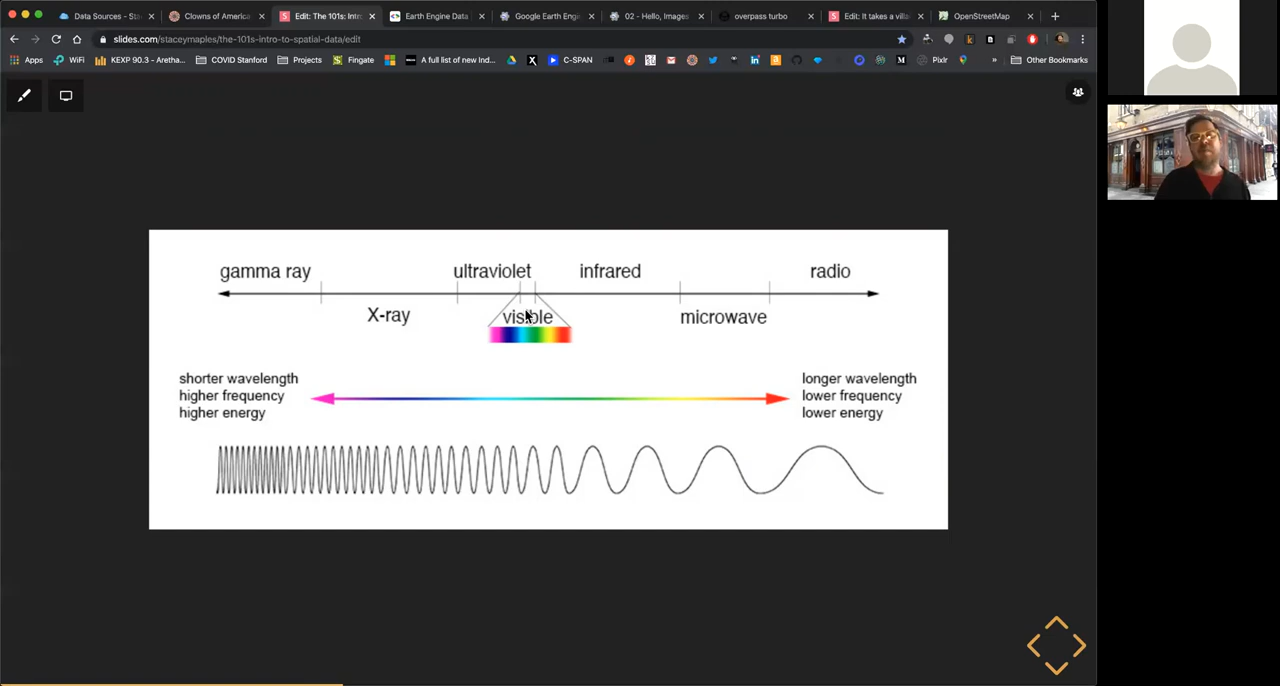 Data Sources - Sta
Clowns of America
Edit: The 101s: Intr
Earth Engine Data
Google Earth Engi
02 - Hello, Images
overpass turbo
Edit: It takes a villa
OpenStreetMap
slides.com/staceymaples/the-101s-intro-to-spatial-data/edit
Apps
WiFi
KEXP 90.3 - Aretha...
COVID Stanford
Projects
Fingate
A full list of new Ind...
C-SPAN
Pixlr
»
Other Bookmarks
gamma ray
ultraviolet
infrared
radio
X-ray
visible
microwave
shorter wavelength
higher frequency
higher energy
longer wavelength
lower frequency
lower energy